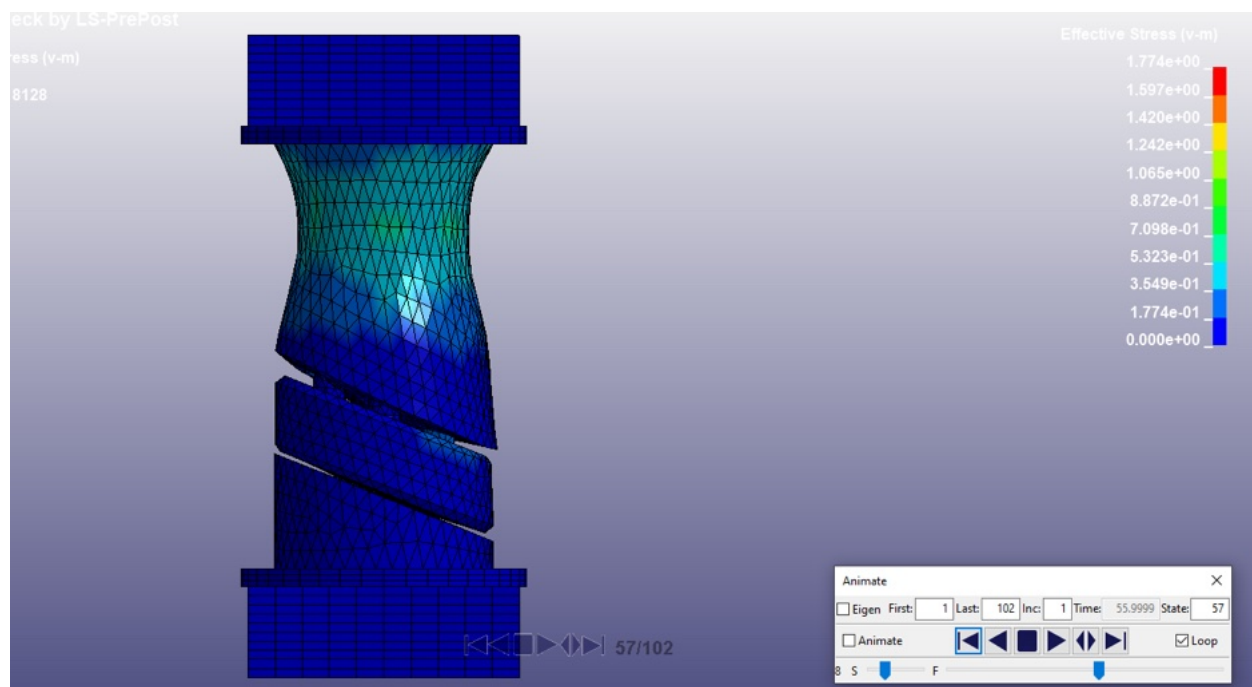 eck by LS-PrePost
ress (v-m)
8128
Effective Stress (v-m)
1.774e+00
1.597e+00
1.420e+00
1.242e+00
1.065e+00
8.872e-01
7.098e-01
5.323e-01
3.549e-01
1.774e-01
0.000e+00
57/102
Animate
Eigen First: 1 Last: 102 Inc: 1 Time: 55.9999 State: 57
Animate Loop
8 S F